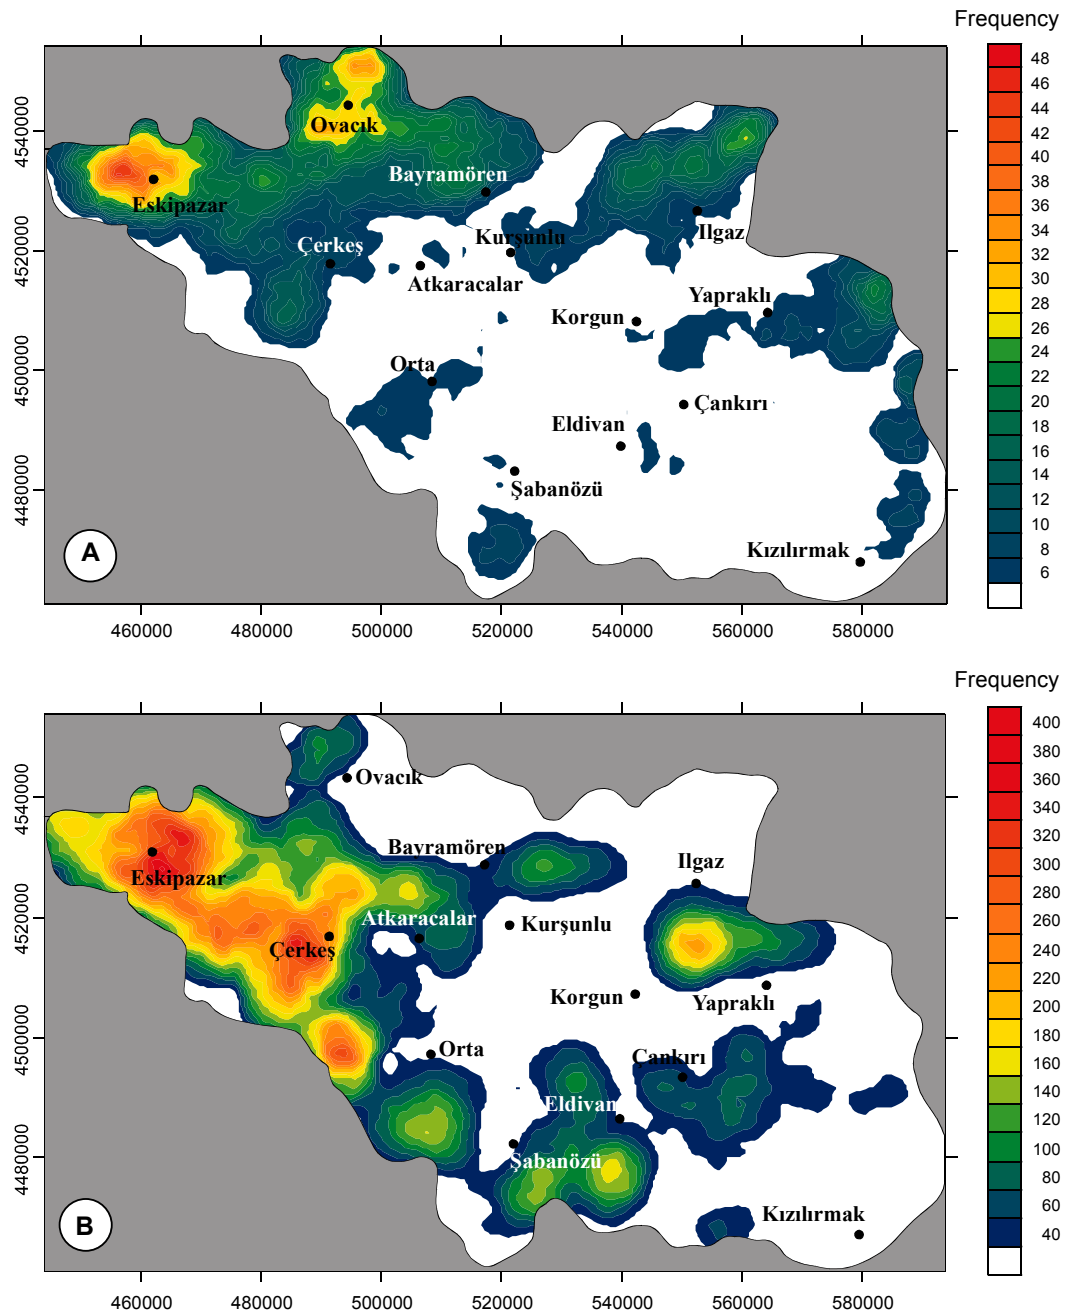 Frequency
48
46
44
42
40
38
36
34
32
30
28
26
24
22
20
18
16
14
12
10
8
6
4540000
4520000
4500000
4480000
Ovacık
Bayramören
Eskipazar
Çerkeş
Kurşunlu
Ilgaz
Atkaracalar
Yapraklı
Korgun
Orta
Çankırı
Eldivan
Şabanözü
Kızılırmak
A
460000 480000 500000 520000 540000 560000 580000
Frequency
400
380
360
340
320
300
280
260
240
220
200
180
160
140
120
100
80
60
40
4540000
4520000
4500000
4480000
Ovacık
Bayramören
Ilgaz
Eskipazar
Atkaracalar
Kurşunlu
Çerkeş
Korgun
Yapraklı
Orta
Çankırı
Eldivan
Şabanözü
Kızılırmak
B
460000 480000 500000 520000 540000 560000 580000